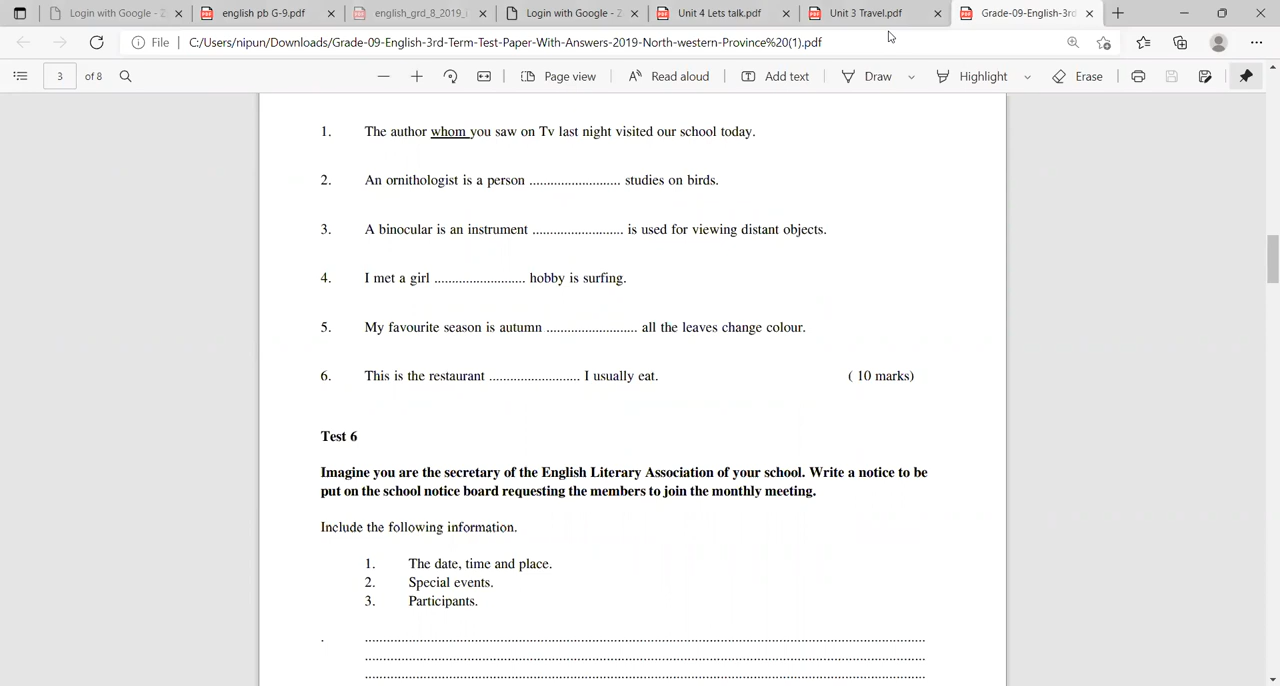 Login with Google - 2
english pb G-9.pdf
english_grd_8_2019_
Login with Google - 2
Unit 4 Lets talk.pdf
Unit 3 Travel.pdf
Grade-09-English-3rd
File | C:/Users/nipun/Downloads/Grade-09-English-3rd-Term-Test-Paper-With-Answers-2019-North-western-Province%20(1).pdf
3 of 8 Page view Read aloud Add text Draw Highlight Erase
1. The author whom you saw on Tv last night visited our school today.
2. An ornithologist is a person .......................... studies on birds.
3. A binocular is an instrument .......................... is used for viewing distant objects.
4. I met a girl .......................... hobby is surfing.
5. My favourite season is autumn .......................... all the leaves change colour.
6. This is the restaurant .......................... I usually eat. ( 10 marks)
Test 6
Imagine you are the secretary of the English Literary Association of your school. Write a notice to be
put on the school notice board requesting the members to join the monthly meeting.
Include the following information.
1. The date, time and place.
2. Special events.
3. Participants.